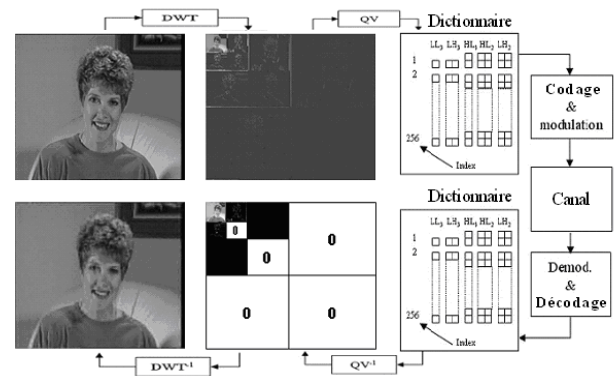 DWT
QV
Dictionnaire
LL3 LH3 HL3 HL2 LH2
1
2
256
Index
Codage
&
modulation
Canal
Demod.
&
Décodage
Dictionnaire
LL3 LH3 HL3 HL2 LH2
1
2
256
Index
0
0
0
0
0
DWT-1
QV-1